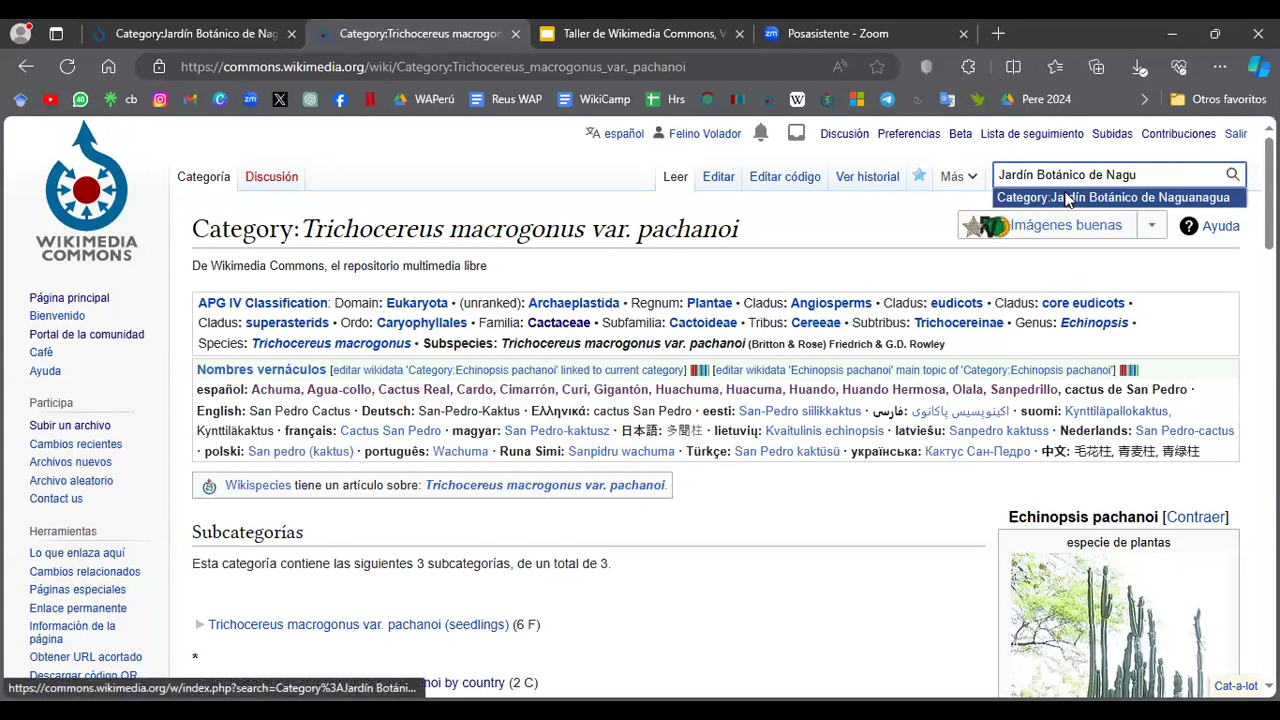 Category:Jardín Botánico de Nag
Category:Trichocereus macrogon
Taller de Wikimedia Commons, V
Posasistente - Zoom
https://commons.wikimedia.org/wiki/Category:Trichocereus_macrogonus_var._pachanoi
cb
WAPerú
Reus WAP
WikiCamp
Hrs
Pere 2024
Otros favoritos
español Felino Volador Discusión Preferencias Beta Lista de seguimiento Subidas Contribuciones Salir
Categoría Discusión Leer Editar Editar código Ver historial Más Jardín Botánico de Nagu
Category:Jardín Botánico de Naguanagua
WIKIMEDIA
COMMONS
Category:Trichocereus macrogonus var. pachanoi
Imágenes buenas
Ayuda
De Wikimedia Commons, el repositorio multimedia libre
APG IV Classification: Domain: Eukaryota • (unranked): Archaeplastida • Regnum: Plantae • Cladus: Angiosperms • Cladus: eudicots • Cladus: core eudicots •
Cladus: superasterids • Ordo: Caryophyllales • Familia: Cactaceae • Subfamilia: Cactoideae • Tribus: Cereeae • Subtribus: Trichocereinae • Genus: Echinopsis •
Species: Trichocereus macrogonus • Subspecies: Trichocereus macrogonus var. pachanoi (Britton & Rose) Friedrich & G.D. Rowley
Nombres vernáculos [edit wikidata 'Category:Echinopsis pachanoi' linked to current category] [edit wikidata 'Echinopsis pachanoi' main topic of 'Category:Echinopsis pachanoi']
español: Achuma, Agua-collo, Cactus Real, Cardo, Cimarrón, Curi, Gigantón, Huachuma, Huacuma, Huando, Huando Hermosa, Olala, Sanpedrillo, cactus de San Pedro ·
English: San Pedro Cactus · Deutsch: San-Pedro-Kaktus · Ελληνικά: cactus San Pedro · eesti: San-Pedro siilikkaktus · فارسی: اکینوپسیس پاکانوی · suomi: Kynttiläpallokaktus,
Kynttiläkaktus · français: Cactus San Pedro · magyar: San Pedro-kaktusz · 日本語: 多聞柱 · lietuvių: Kvaitulinis echinopsis · latviešu: Sanpedro kaktuss · Nederlands: San Pedro-cactus
· polski: San pedro (kaktus) · português: Wachuma · Runa Simi: Sanpidru wachuma · Türkçe: San Pedro kaktüsü · українська: Кактус Сан-Педро · 中文: 毛花柱, 青麦柱, 青绿柱
Wikispecies tiene un artículo sobre: Trichocereus macrogonus var. pachanoi.
Subcategorías
Esta categoría contiene las siguientes 3 subcategorías, de un total de 3.
Trichocereus macrogonus var. pachanoi (seedlings) (6 F)
*
noi by country (2 C)
Echinopsis pachanoi [Contraer]
especie de plantas
Página principal
Bienvenido
Portal de la comunidad
Café
Ayuda
Participa
Subir un archivo
Cambios recientes
Archivos nuevos
Archivo aleatorio
Contact us
Herramientas
Lo que enlaza aquí
Cambios relacionados
Páginas especiales
Enlace permanente
Información de la
página
Obtener URL acortado
Descargar código QR
https://commons.wikimedia.org/w/index.php?search=Category%3AJardín Botáni...
Cat-a-lot